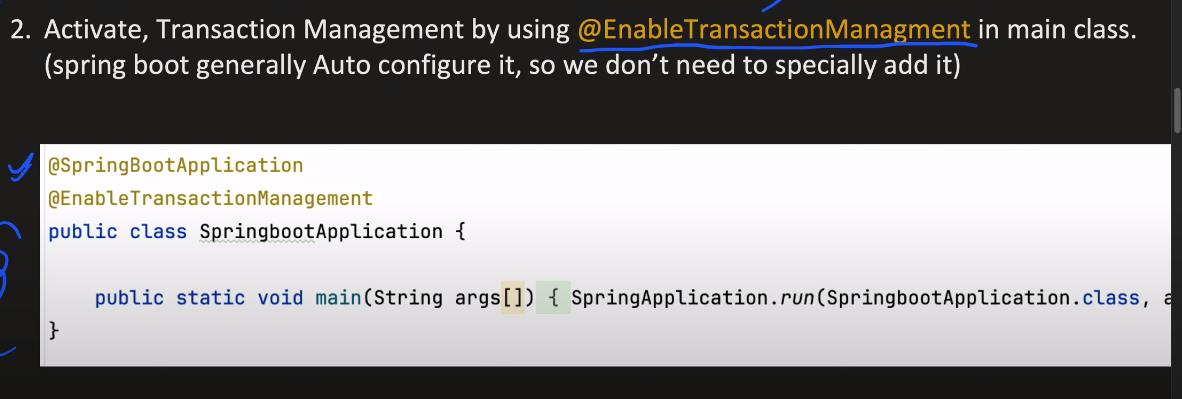 2. Activate, Transaction Management by using @EnableTransactionManagment in main class.
(spring boot generally Auto configure it, so we don't need to specially add it)
@SpringBootApplication
@EnableTransactionManagement
public class SpringbootApplication {
public static void main(String args[]) { SpringApplication.run(SpringbootApplication.class, a
}